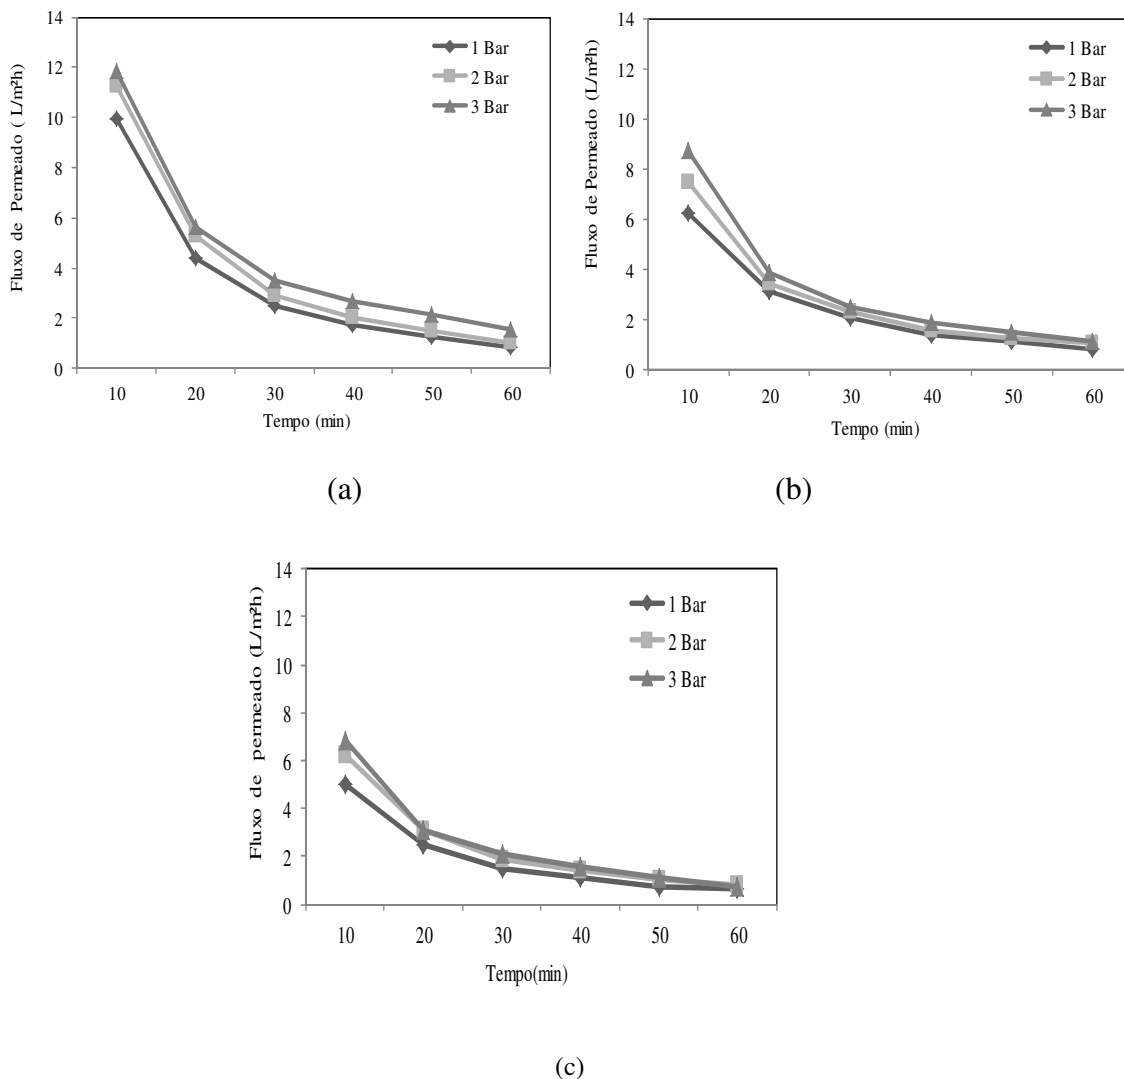 Fluxo de Permeado ( L/m²h)
14
12
10
8
6
4
2
0
1 Bar
2 Bar
3 Bar
10 20 30 40 50 60
Tempo (min)
(a)
Fluxo de Permeado (L/m²h)
14
12
10
8
6
4
2
0
1 Bar
2 Bar
3 Bar
10 20 30 40 50 60
Tempo (min)
(b)
Fluxo de permeado (L/m²h)
14
12
10
8
6
4
2
0
1 Bar
2 Bar
3 Bar
10 20 30 40 50 60
Tempo(min)
(c)